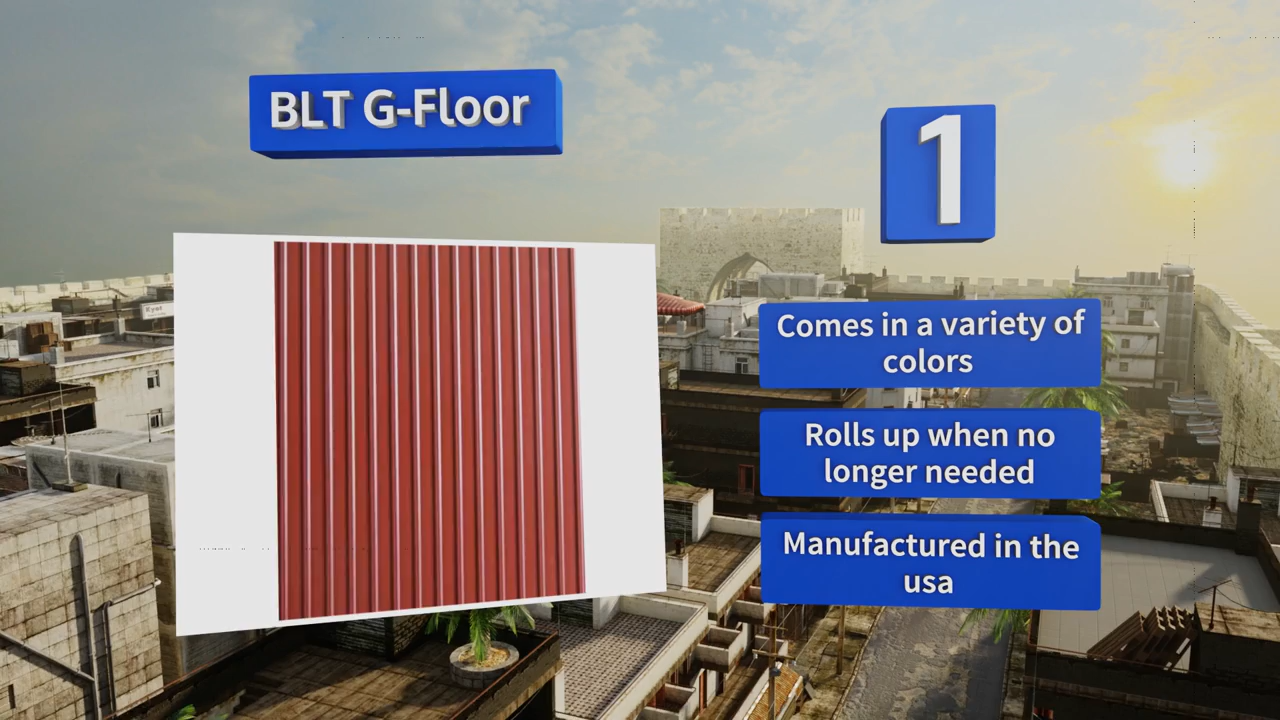 BLT G-Floor
1
Comes in a variety of
colors
Rolls up when no
longer needed
Manufactured in the
usa